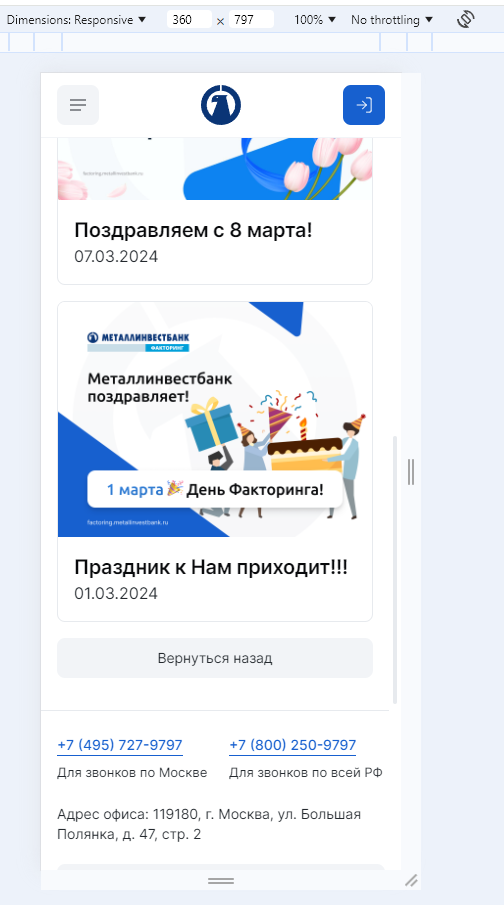 Dimensions: Responsive ▼ 360 × 797 100% ▼ No throttling ▼
factoring.metallinvestbank.ru
Поздравляем с 8 марта!
07.03.2024
МЕТАЛЛИНВЕСТБАНК
ФАКТОРИНГ
Металлинвестбанк
поздравляет!
1 марта 🎉 День Факторинга!
factoring.metallinvestbank.ru
Праздник к Нам приходит!!!
01.03.2024
Вернуться назад
+7 (495) 727-9797
Для звонков по Москве
+7 (800) 250-9797
Для звонков по всей РФ
Адрес офиса: 119180, г. Москва, ул. Большая
Полянка, д. 47, стр. 2